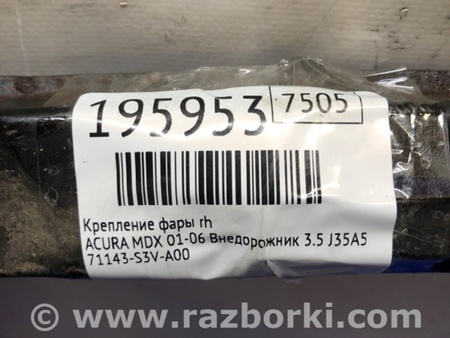 195953 7505
Крепление фары rh
ACURA MDX 01-06 Внедорожник 3.5 J35A5
71143-S3V-A00
www.razborki.com